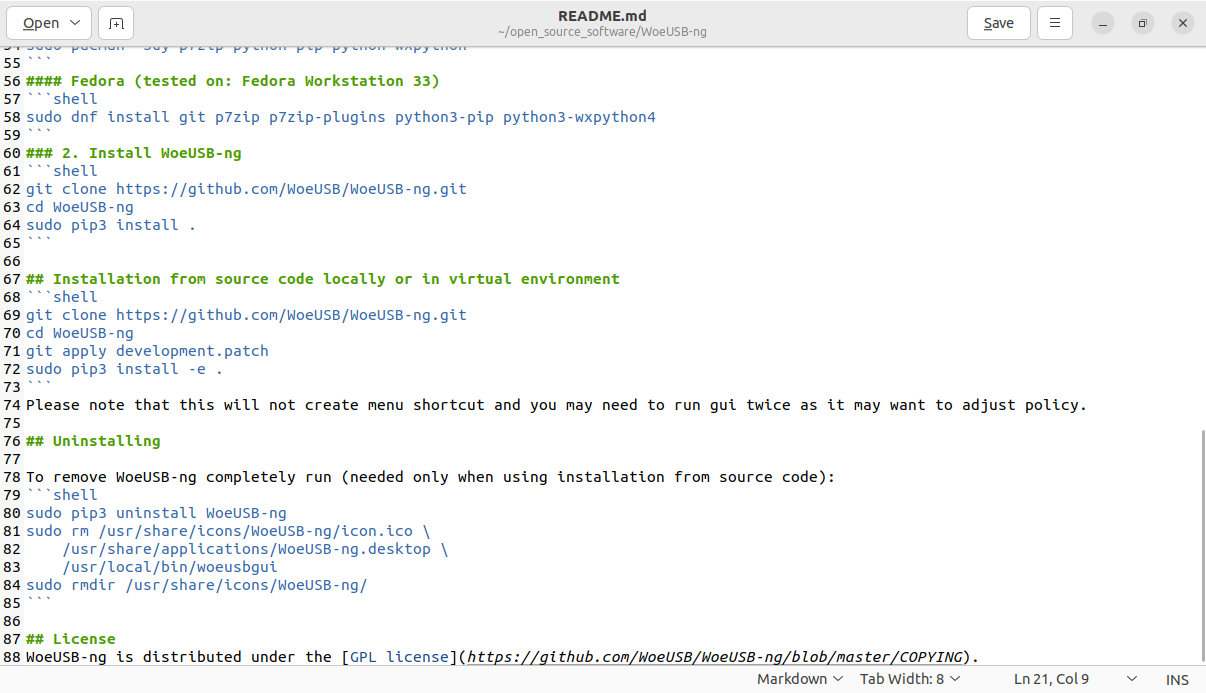 Open
README.md
~/open_source_software/WoeUSB-ng
Save
54 sudo pacman -Suy p7zip python-pip python-wxpython
55 ```
56 #### Fedora (tested on: Fedora Workstation 33)
57 ```shell
58 sudo dnf install git p7zip p7zip-plugins python3-pip python3-wxpython4
59 ```
60 ### 2. Install WoeUSB-ng
61 ```shell
62 git clone https://github.com/WoeUSB/WoeUSB-ng.git
63 cd WoeUSB-ng
64 sudo pip3 install .
65 ```
66
67 ## Installation from source code locally or in virtual environment
68 ```shell
69 git clone https://github.com/WoeUSB/WoeUSB-ng.git
70 cd WoeUSB-ng
71 git apply development.patch
72 sudo pip3 install -e .
73 ```
74 Please note that this will not create menu shortcut and you may need to run gui twice as it may want to adjust policy.
75
76 ## Uninstalling
77
78 To remove WoeUSB-ng completely run (needed only when using installation from source code):
79 ```shell
80 sudo pip3 uninstall WoeUSB-ng
81 sudo rm /usr/share/icons/WoeUSB-ng/icon.ico \
82     /usr/share/applications/WoeUSB-ng.desktop \
83     /usr/local/bin/woeusbgui
84 sudo rmdir /usr/share/icons/WoeUSB-ng/
85 ```
86
87 ## License
88 WoeUSB-ng is distributed under the [GPL license](https://github.com/WoeUSB/WoeUSB-ng/blob/master/COPYING).
Markdown Tab Width: 8 Ln 21, Col 9 INS